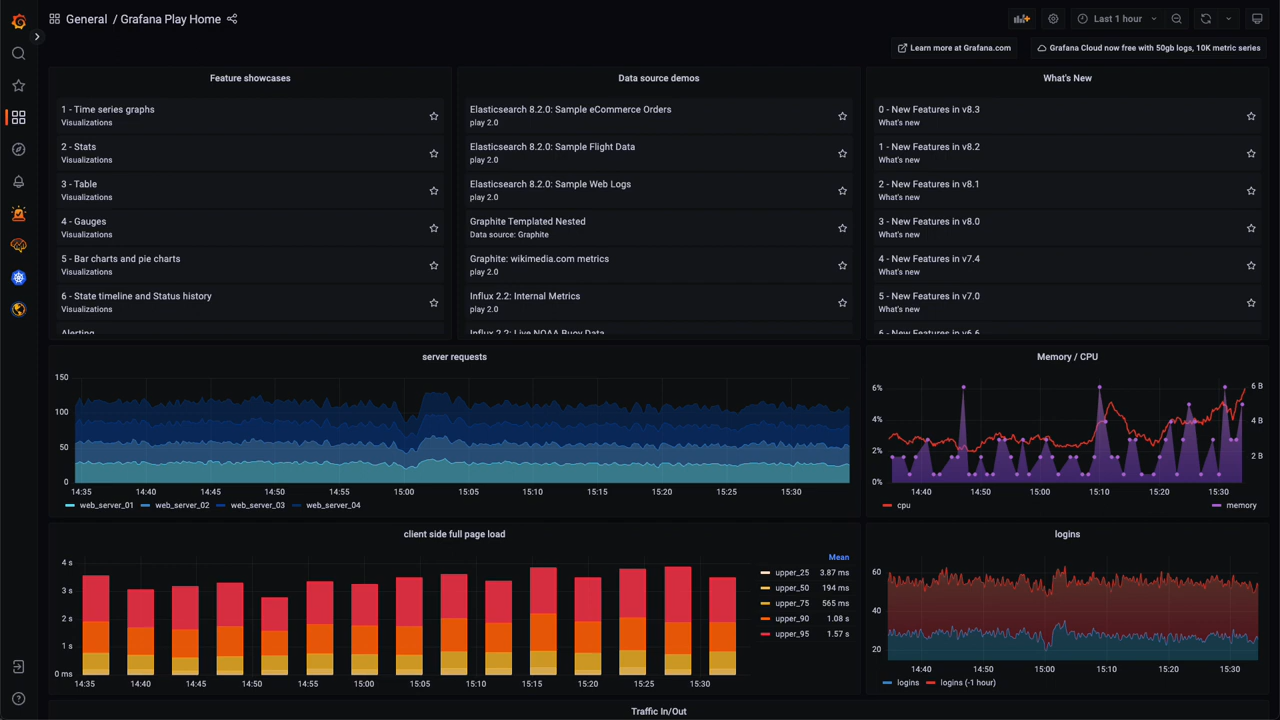 General / Grafana Play Home
Last 1 hour
Learn more at Grafana.com
Grafana Cloud now free with 50gb logs, 10K metric series
Feature showcases
1 - Time series graphs
Visualizations
2 - Stats
Visualizations
3 - Table
Visualizations
4 - Gauges
Visualizations
5 - Bar charts and pie charts
Visualizations
6 - State timeline and Status history
Visualizations
Alerting
Data source demos
Elasticsearch 8.2.0: Sample eCommerce Orders
play 2.0
Elasticsearch 8.2.0: Sample Flight Data
play 2.0
Elasticsearch 8.2.0: Sample Web Logs
play 2.0
Graphite Templated Nested
Data source: Graphite
Graphite: wikimedia.com metrics
play 2.0
Influx 2.2: Internal Metrics
play 2.0
Influx 2.2: Live NOAA Buoy Data
What's New
0 - New Features in v8.3
What's new
1 - New Features in v8.2
What's new
2 - New Features in v8.1
What's new
3 - New Features in v8.0
What's new
4 - New Features in v7.4
What's new
5 - New Features in v7.0
What's new
6 - New Features in v6.6
server requests
150
100
50
0
14:35 14:40 14:45 14:50 14:55 15:00 15:05 15:10 15:15 15:20 15:25 15:30
web_server_01 web_server_02 web_server_03 web_server_04
Memory / CPU
6% 6 B
4% 4 B
2% 2 B
0%
14:40 14:50 15:00 15:10 15:20 15:30
cpu memory
client side full page load
4 s
3 s
2 s
1 s
0 ms
14:35 14:40 14:45 14:50 14:55 15:00 15:05 15:10 15:15 15:20 15:25 15:30
Mean
upper_25 3.87 ms
upper_50 194 ms
upper_75 565 ms
upper_90 1.08 s
upper_95 1.57 s
logins
60
40
20
14:40 14:50 15:00 15:10 15:20 15:30
logins logins (-1 hour)
Traffic In/Out